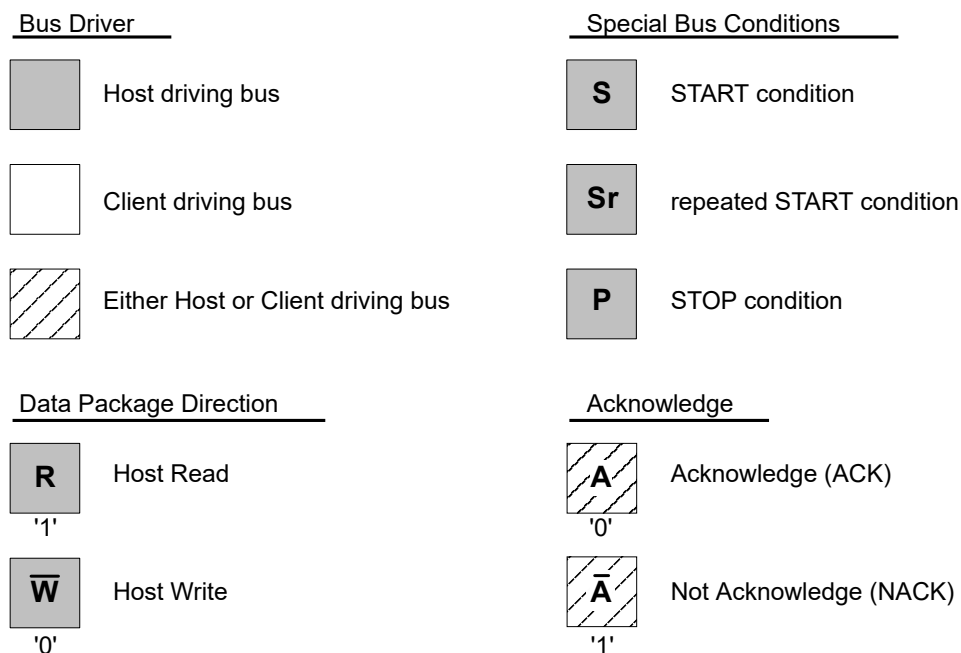 Bus Driver
Host driving bus
Client driving bus
Either Host or Client driving bus
Special Bus Conditions
S START condition
Sr repeated START condition
P STOP condition
Data Package Direction
R Host Read
'1'
W̅ Host Write
'0'
Acknowledge
A Acknowledge (ACK)
'0'
A̅ Not Acknowledge (NACK)
'1'